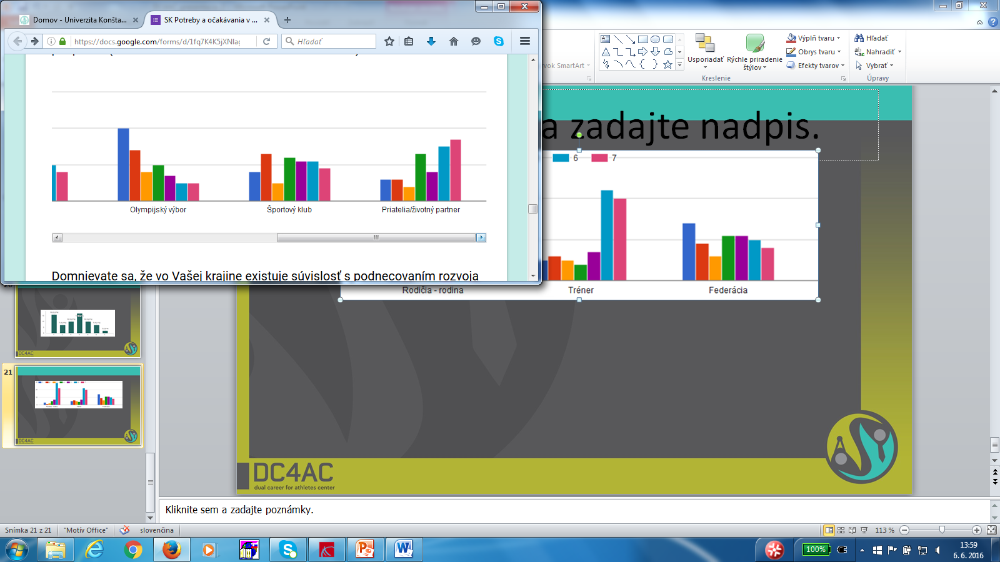 Domov - Univerzita Konšta...
SK Potreby a očakávania v ...
https://docs.google.com/forms/d/1fq7K4K5jXNIag
Hľadať
Olympijský výbor
Športový klub
Priatelia/životný partner
Domnievate sa, že vo Vašej krajine existuje súvislosť s podnecovaním rozvoja
vok SmartArt
Usporiadať
Rýchle priradenie
štýlov
Výplň tvaru
Obrys tvaru
Efekty tvarov
Kreslenie
Hľadať
Nahradiť
Vybrať
Úpravy
a zadajte nadpis.
6 7
Rodičia - rodina
Tréner
Federácia
DC4AC
dual career for athletes center
DC4AC
21
DC4AC
Kliknite sem a zadajte poznámky.
Snímka 21 z 21
"Motív Office"
slovenčina
113 %
100%
13:59
6. 6. 2016